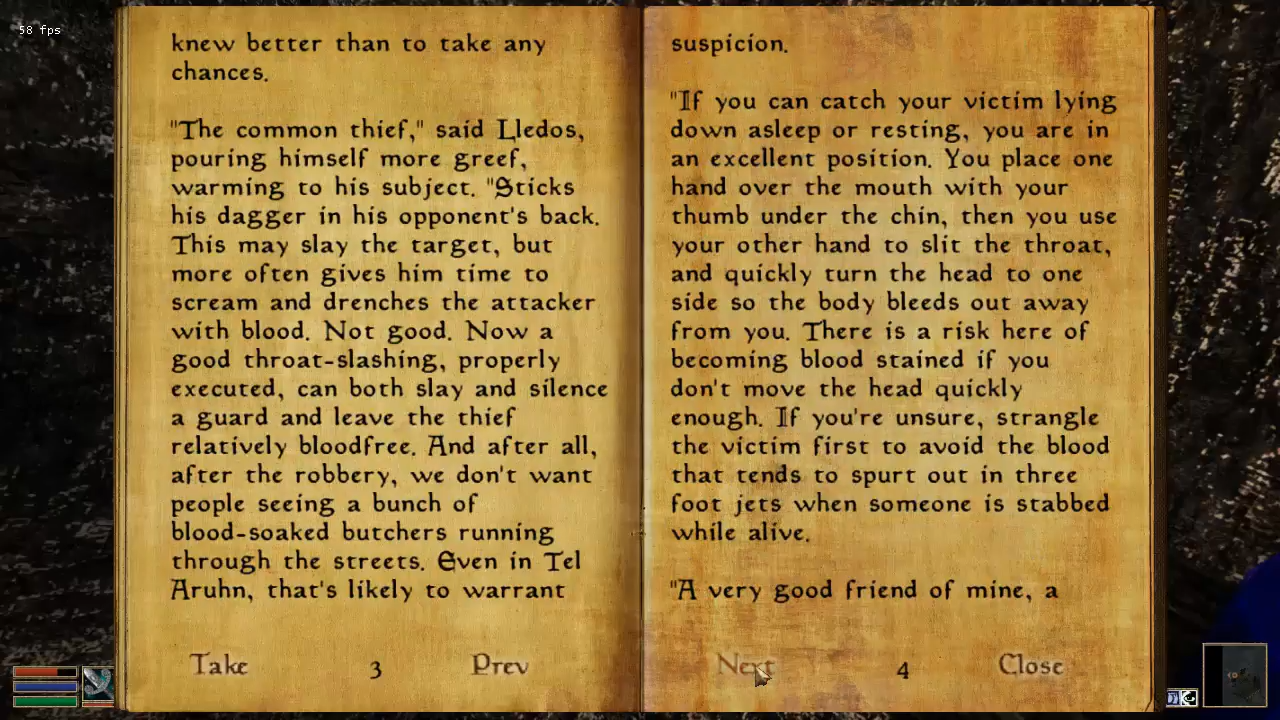 58 fps
knew better than to take any
chances.
"The common thief," said Lledos,
pouring himself more greef,
warming to his subject. "Sticks
his dagger in his opponent's back.
This may slay the target, but
more often gives him time to
scream and drenches the attacker
with blood. Not good. Now a
good throat-slashing, properly
executed, can both slay and silence
a guard and leave the thief
relatively bloodfree. And after all,
after the robbery, we don't want
people seeing a bunch of
blood-soaked butchers running
through the streets. Even in Tel
Aruhn, that's likely to warrant
Take
3
Prev
suspicion.
"If you can catch your victim lying
down asleep or resting, you are in
an excellent position. You place one
hand over the mouth with your
thumb under the chin, then you use
your other hand to slit the throat,
and quickly turn the head to one
side so the body bleeds out away
from you. There is a risk here of
becoming blood stained if you
don't move the head quickly
enough. If you're unsure, strangle
the victim first to avoid the blood
that tends to spurt out in three
foot jets when someone is stabbed
while alive.
"A very good friend of mine, a
Next
4
Close